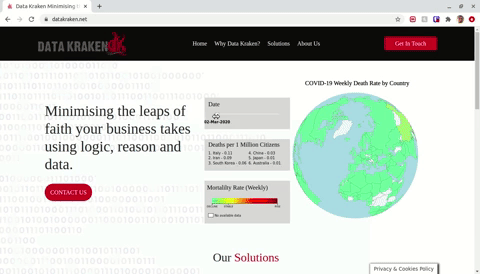 Data Kraken Minimising t
datakraken.net
DATA KRAKEN
Home Why Data Kraken? Solutions About Us
Get In Touch
COVID-19 Weekly Death Rate by Country
Minimising the leaps of
faith your business takes
using logic, reason and
data.
CONTACT US
Date
02-Mar-2020
Deaths per 1 Million Citizens
1. Italy - 0.11
2. Iran - 0.09
3. South Korea - 0.06
4. China - 0.03
5. Japan - 0.01
6. Australia - 0.01
Mortality Rate (Weekly)
No available data
Our Solutions
Privacy & Cookies Policy